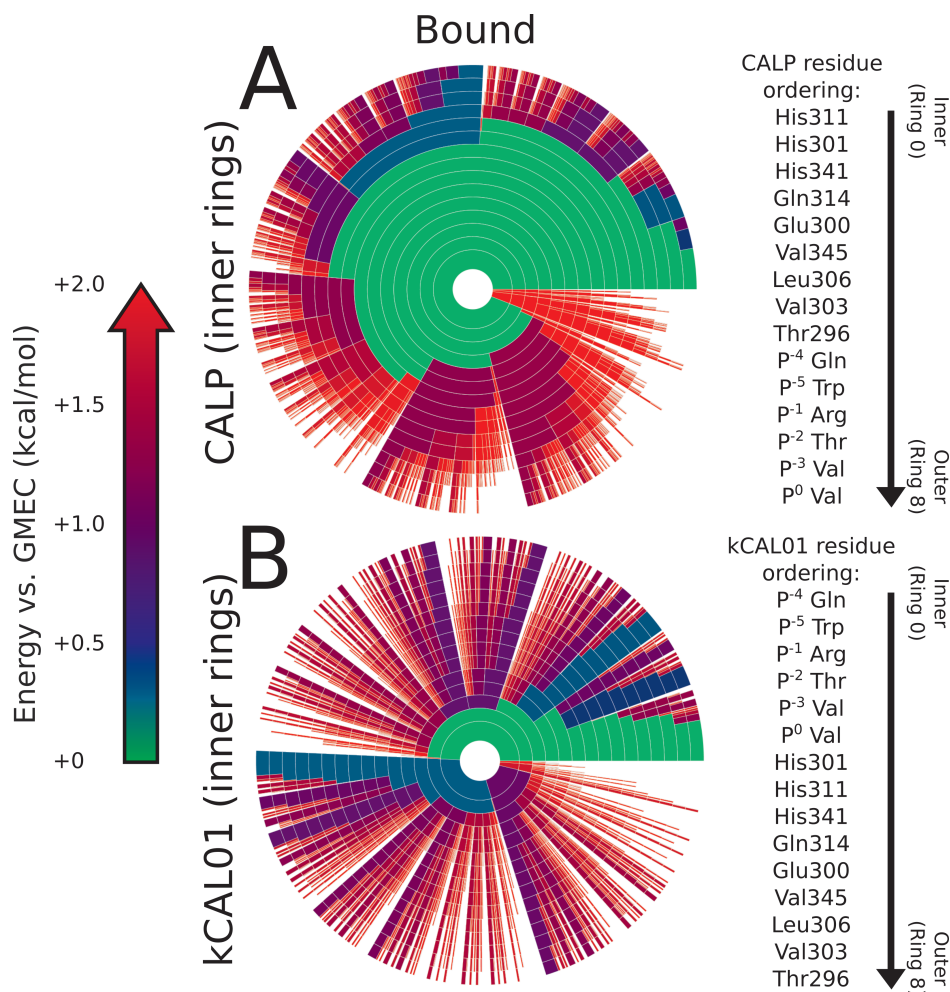 Bound
A
CALP (inner rings)
CALP residue
ordering:
His311
His301
His341
Gln314
Glu300
Val345
Leu306
Val303
Thr296
P-4 Gln
P-5 Trp
P-1 Arg
P-2 Thr
P-3 Val
P0 Val
Inner
(Ring 0)
Outer
(Ring 8)
Energy vs. GMEC (kcal/mol)
+2.0
+1.5
+1.0
+0.5
+0
B
kCAL01 (inner rings)
kCAL01 residue
ordering:
P-4 Gln
P-5 Trp
P-1 Arg
P-2 Thr
P-3 Val
P0 Val
His301
His311
His341
Gln314
Glu300
Val345
Leu306
Val303
Thr296
Inner
(Ring 0)
Outer
(Ring 8)